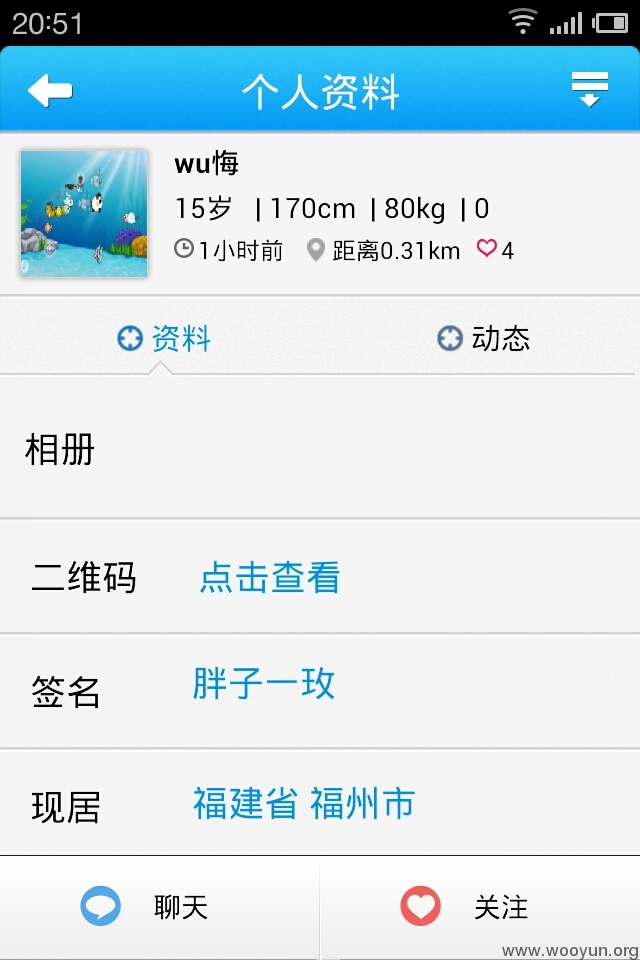 20:51
个人资料
wu悔
15岁 | 170cm | 80kg | 0
1小时前 距离0.31km 4
资料 动态
相册
二维码 点击查看
签名 胖子一玫
现居 福建省 福州市
聊天 关注
www.wooyun.org